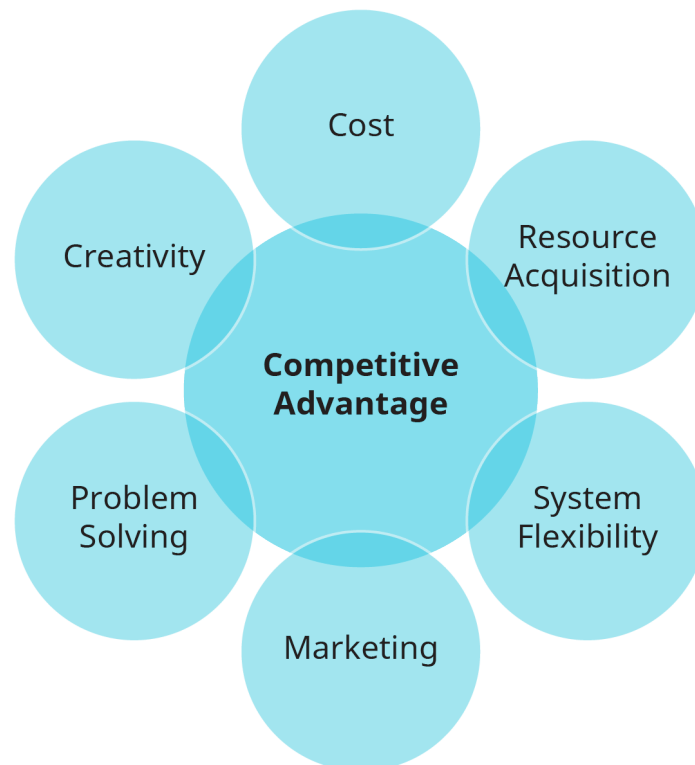 Cost
Creativity
Resource
Acquisition
Competitive
Advantage
Problem
Solving
System
Flexibility
Marketing